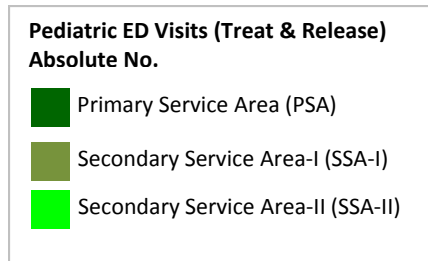 Pediatric ED Visits (Treat & Release)
Absolute No.
Primary Service Area (PSA)
Secondary Service Area-I (SSA-I)
Secondary Service Area-II (SSA-II)